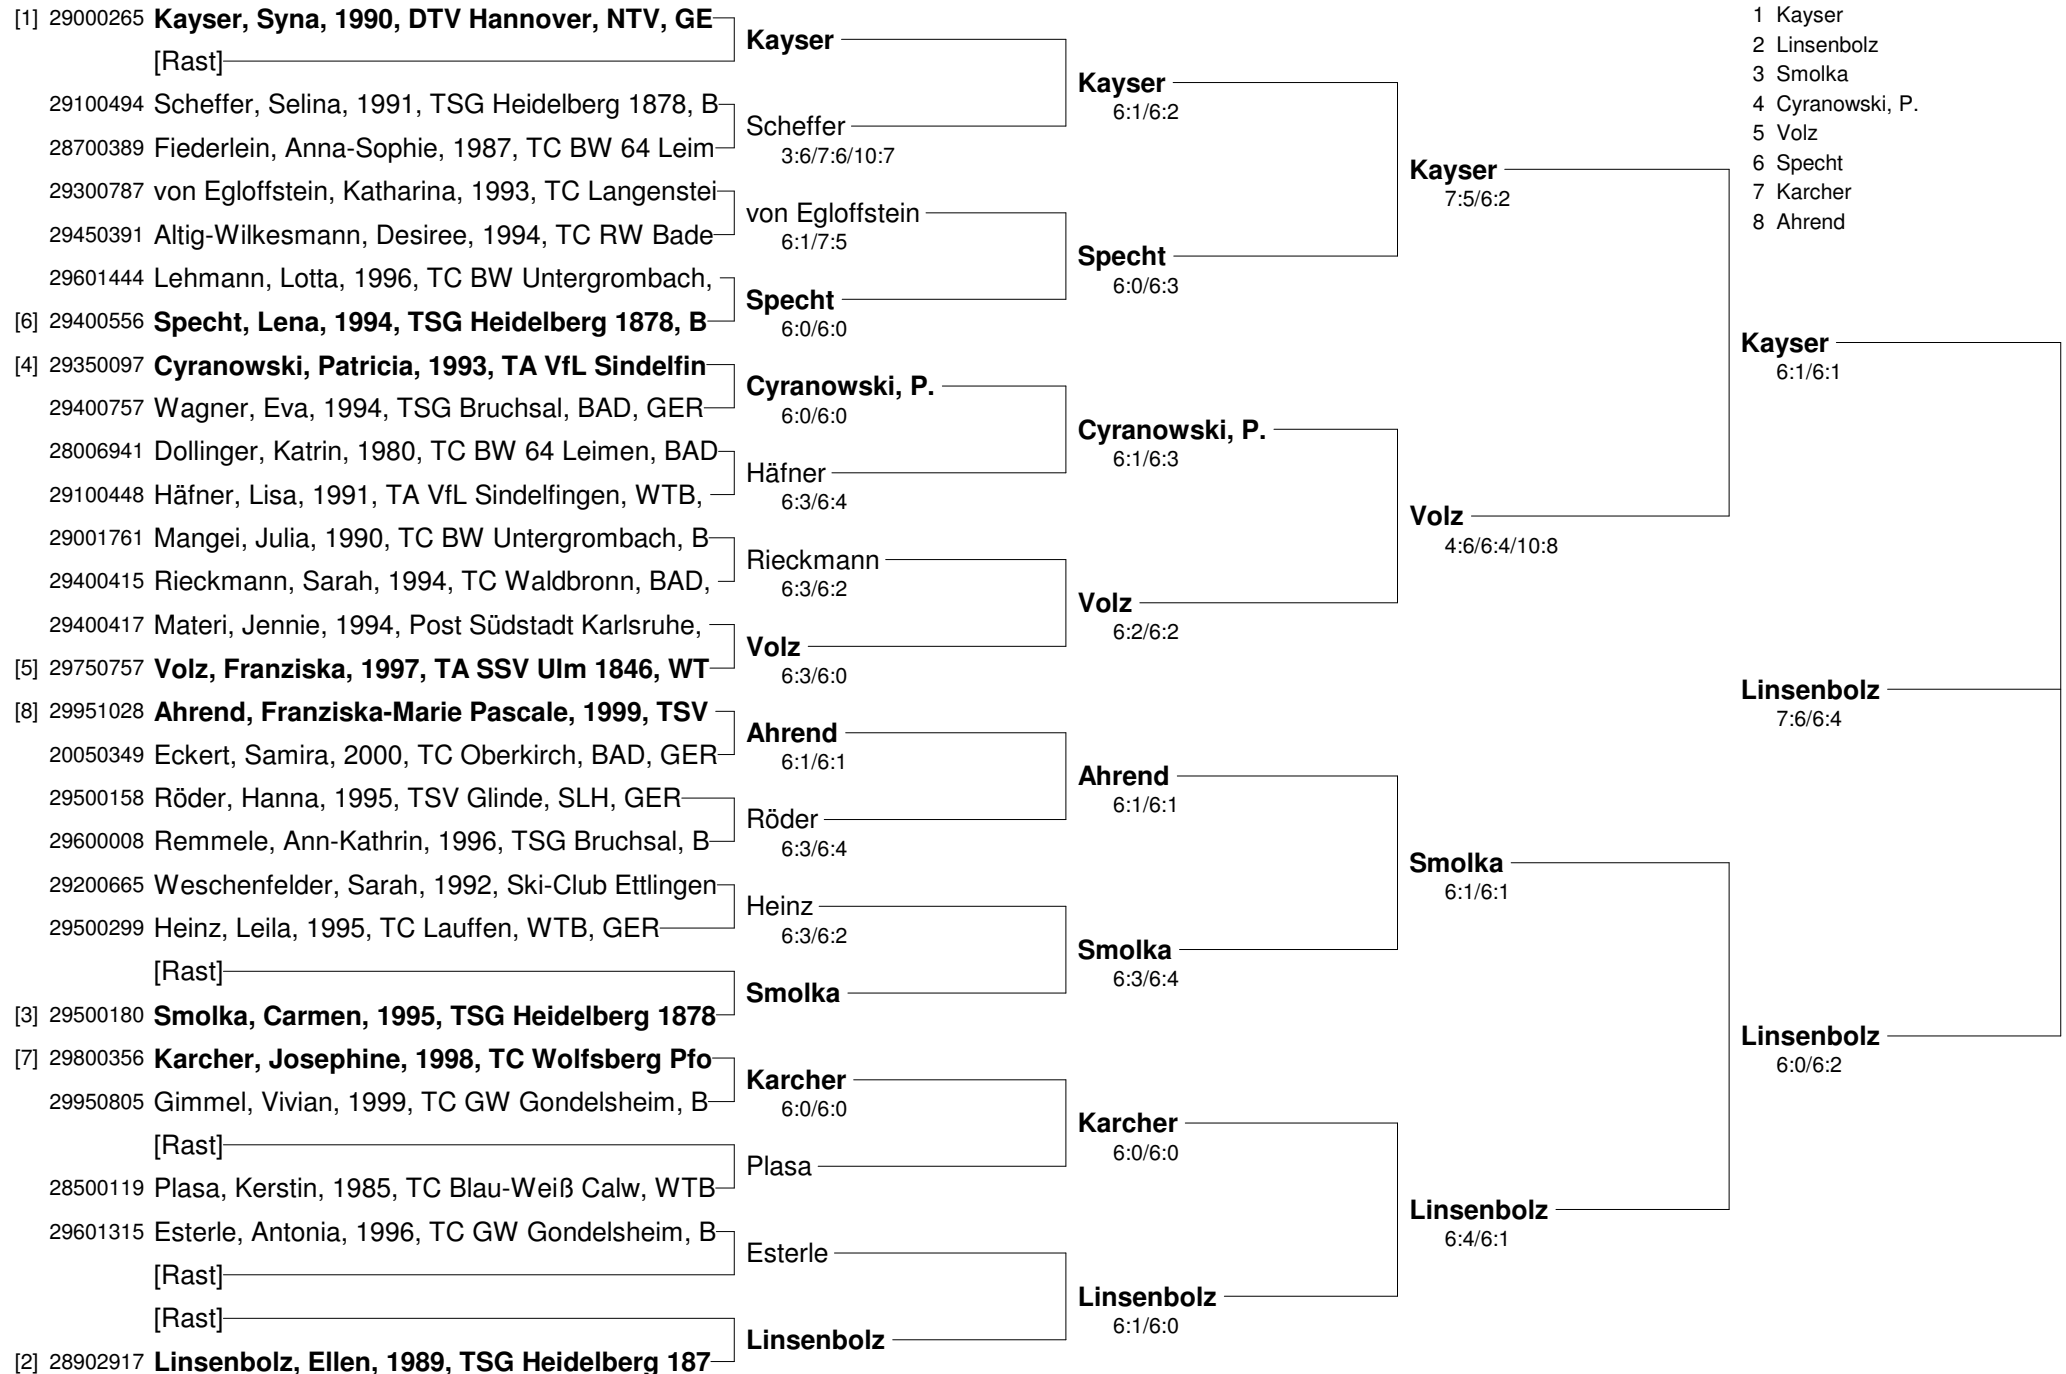 [1] 29000265 Kayser, Syna, 1990, DTV Hannover, NTV, GE
[Rast]
29100494 Scheffer, Selina, 1991, TSG Heidelberg 1878, B
28700389 Fiederlein, Anna-Sophie, 1987, TC BW 64 Leim
29300787 von Egloffstein, Katharina, 1993, TC Langenstei
29450391 Altig-Wilkesmann, Desiree, 1994, TC RW Bade
29601444 Lehmann, Lotta, 1996, TC BW Untergrombach,
[6] 29400556 Specht, Lena, 1994, TSG Heidelberg 1878, B
[4] 29350097 Cyranowski, Patricia, 1993, TA VfL Sindelfin
29400757 Wagner, Eva, 1994, TSG Bruchsal, BAD, GER
28006941 Dollinger, Katrin, 1980, TC BW 64 Leimen, BAD
29100448 Häfner, Lisa, 1991, TA VfL Sindelfingen, WTB,
29001761 Mangei, Julia, 1990, TC BW Untergrombach, B
29400415 Rieckmann, Sarah, 1994, TC Waldbronn, BAD,
29400417 Materi, Jennie, 1994, Post Südstadt Karlsruhe,
[5] 29750757 Volz, Franziska, 1997, TA SSV Ulm 1846, WT
[8] 29951028 Ahrend, Franziska-Marie Pascale, 1999, TSV
20050349 Eckert, Samira, 2000, TC Oberkirch, BAD, GER
29500158 Röder, Hanna, 1995, TSV Glinde, SLH, GER
29600008 Remmele, Ann-Kathrin, 1996, TSG Bruchsal, B
29200665 Weschenfelder, Sarah, 1992, Ski-Club Ettlingen
29500299 Heinz, Leila, 1995, TC Lauffen, WTB, GER
[Rast]
[3] 29500180 Smolka, Carmen, 1995, TSG Heidelberg 1878
[7] 29800356 Karcher, Josephine, 1998, TC Wolfsberg Pfo
29950805 Gimmel, Vivian, 1999, TC GW Gondelsheim, B
[Rast]
28500119 Plasa, Kerstin, 1985, TC Blau-Weiß Calw, WTB
29601315 Esterle, Antonia, 1996, TC GW Gondelsheim, B
[Rast]
[Rast]
[2] 28902917 Linsenbolz, Ellen, 1989, TSG Heidelberg 187
Kayser
Scheffer
3:6/7:6/10:7
von Egloffstein
6:1/7:5
Specht
6:0/6:0
Cyranowski, P.
6:0/6:0
Häfner
6:3/6:4
Rieckmann
6:3/6:2
Volz
6:3/6:0
Ahrend
6:1/6:1
Röder
6:3/6:4
Heinz
6:3/6:2
Smolka
Karcher
6:0/6:0
Plasa
Esterle
Linsenbolz
Kayser
6:1/6:2
Specht
6:0/6:3
Cyranowski, P.
6:1/6:3
Volz
6:2/6:2
Ahrend
6:1/6:1
Smolka
6:3/6:4
Karcher
6:0/6:0
Linsenbolz
6:1/6:0
Kayser
7:5/6:2
Volz
4:6/6:4/10:8
Smolka
6:1/6:1
Linsenbolz
6:4/6:1
Kayser
6:1/6:1
Linsenbolz
7:6/6:4
Linsenbolz
6:0/6:2
1 Kayser
2 Linsenbolz
3 Smolka
4 Cyranowski, P.
5 Volz
6 Specht
7 Karcher
8 Ahrend